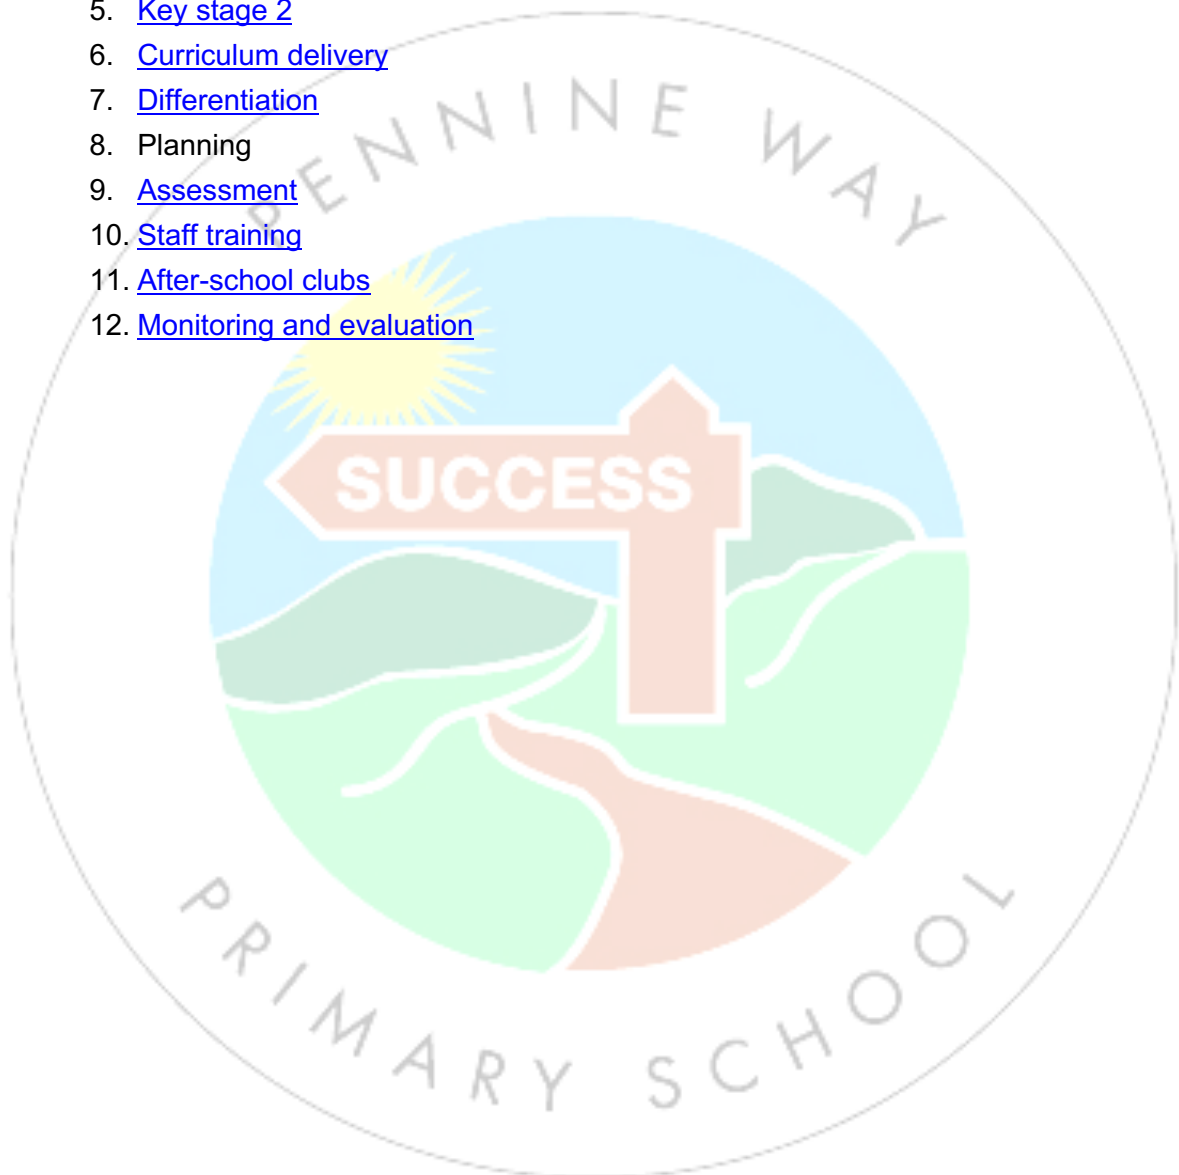 5. Key stage 2
6. Curriculum delivery
7. Differentiation
8. Planning
9. Assessment
10. Staff training
11. After-school clubs
12. Monitoring and evaluation
PENNINE WAY
SUCCESS
PRIMARY SCHOOL